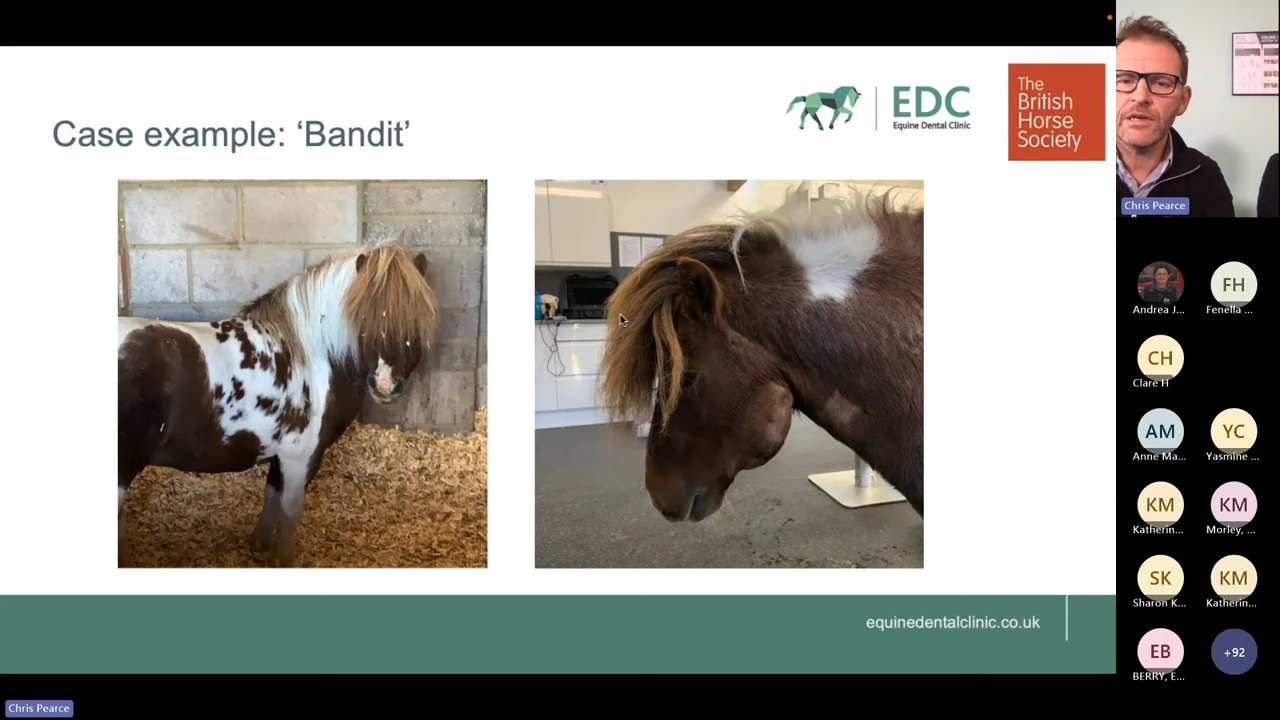 Case example: ‘Bandit’
EDC
Equine Dental Clinic
The
British
Horse
Society
equinedentalclinic.co.uk
Chris Pearce
Andrea J...
FH
Fenella ...
CH
Clare H
AM
Anne Ma...
YC
Yasmine ...
KM
Katherin...
KM
Morley, ...
SK
Sharon K...
KM
Katherin...
EB
BERRY, E...
+92
Chris Pearce